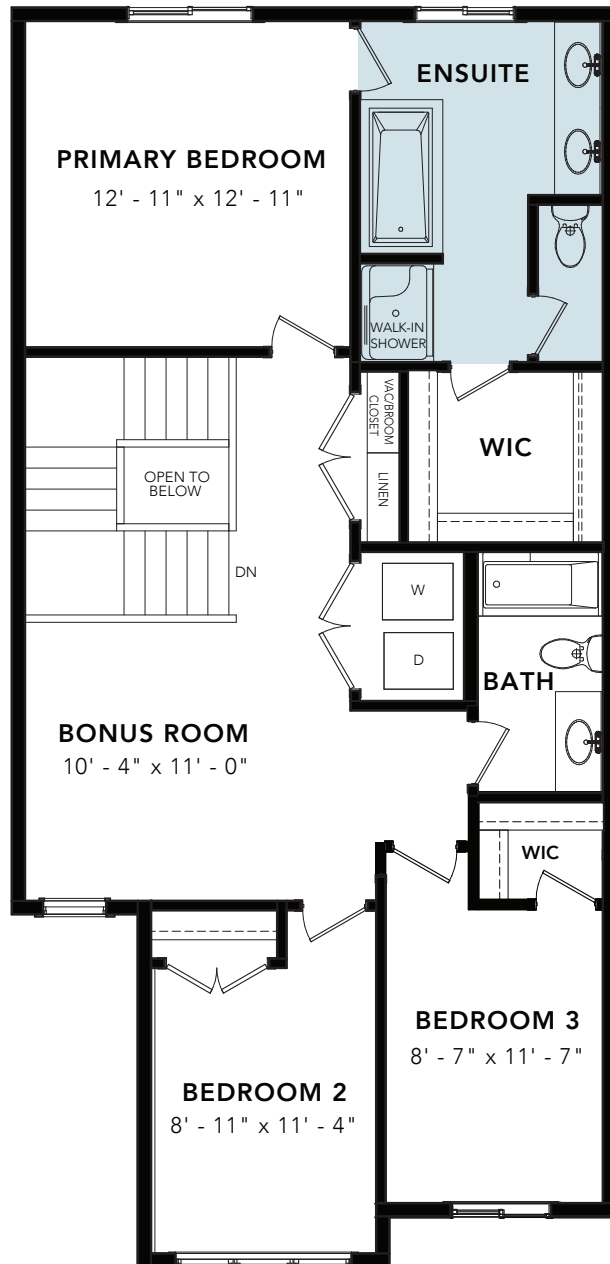 ENSUITE
PRIMARY BEDROOM
12' - 11" x 12' - 11"
WALK-IN
SHOWER
VAC/BROOM
CLOSET
LINEN
WIC
OPEN TO
BELOW
DN
W
D
BATH
BONUS ROOM
10' - 4" x 11' - 0"
WIC
BEDROOM 3
8' - 7" x 11' - 7"
BEDROOM 2
8' - 11" x 11' - 4"